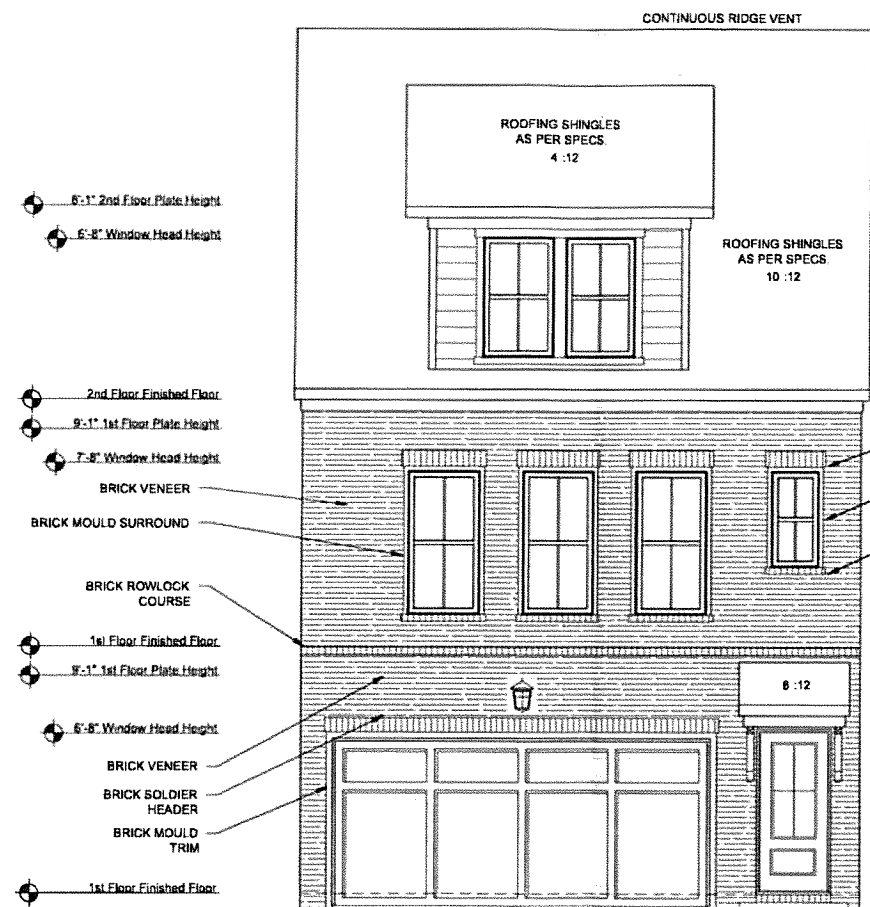 CONTINUOUS RIDGE VENT
ROOFING SHINGLES
AS PER SPECS.
4 :12
8'-1" 2nd Floor Plate Height
6'-8" Window Head Height
ROOFING SHINGLES
AS PER SPECS.
10 :12
2nd Floor Finished Floor
9'-1" 1st Floor Plate Height
7'-8" Window Head Height
BRICK VENEER
BRICK MOULD SURROUND
BRICK ROWLOCK
COURSE
1st Floor Finished Floor
9'-1" 1st Floor Plate Height
6 :12
6'-8" Window Head Height
BRICK VENEER
BRICK SOLDIER
HEADER
BRICK MOULD
TRIM
1st Floor Finished Floor